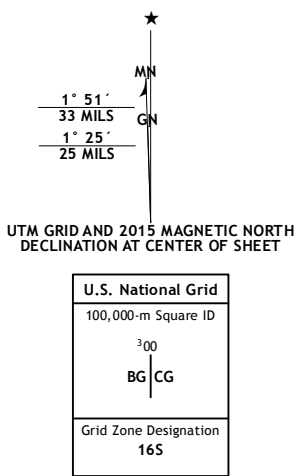 ★
MN
1° 51´
33 MILS
GN
1° 25´
25 MILS
UTM GRID AND 2015 MAGNETIC NORTH
DECLINATION AT CENTER OF SHEET
U.S. National Grid
100,000-m Square ID
³00
BG CG
Grid Zone Designation
16S